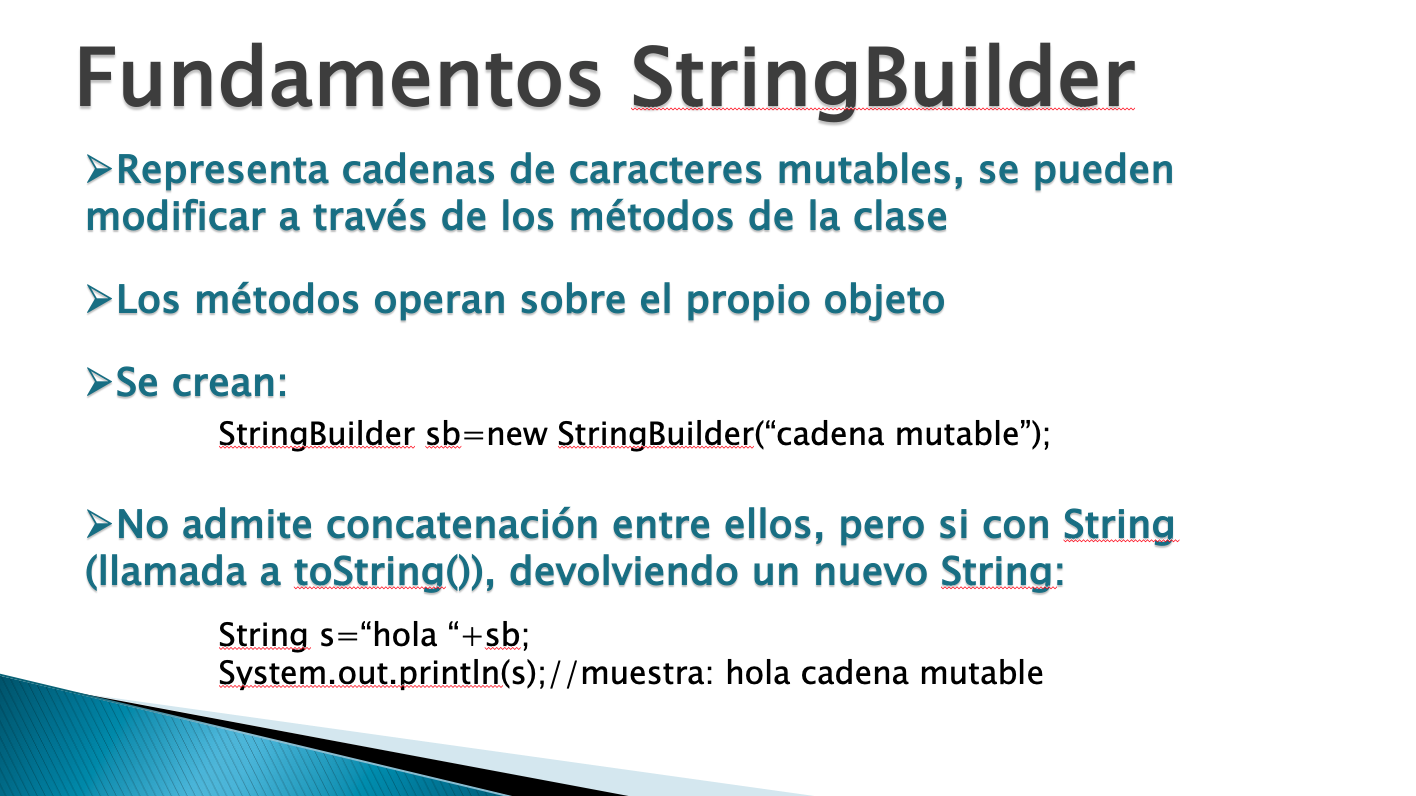 Fundamentos StringBuilder
➢Representa cadenas de caracteres mutables, se pueden
modificar a través de los métodos de la clase
➢Los métodos operan sobre el propio objeto
➢Se crean:
StringBuilder sb=new StringBuilder(“cadena mutable”);
➢No admite concatenación entre ellos, pero si con String
(llamada a toString()), devolviendo un nuevo String:
String s=“hola “+sb;
System.out.println(s);//muestra: hola cadena mutable